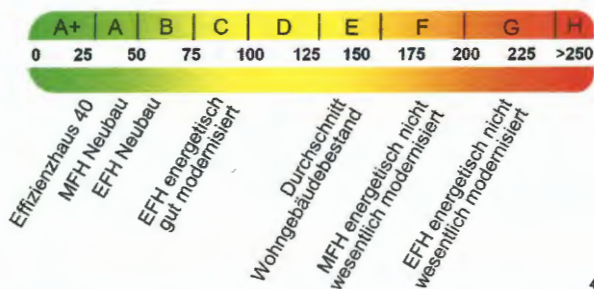 A+ A B C D E F G H
0 25 50 75 100 125 150 175 200 225 >250
Effizienzhaus 40
MFH Neubau
EFH Neubau
EFH energetisch
gut modernisiert
Durchschnitt
Wohngebäudebestand
MFH energetisch nicht
wesentlich modernisiert
EFH energetisch nicht
wesentlich modernisiert